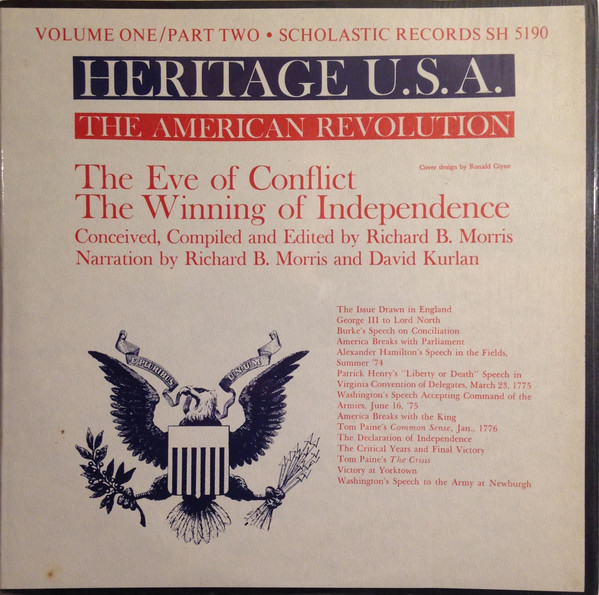 VOLUME ONE/PART TWO • SCHOLASTIC RECORDS SH 5190
HERITAGE U.S.A.
THE AMERICAN REVOLUTION
Cover design by Ronald Clyne
The Eve of Conflict
The Winning of Independence
Conceived, Compiled and Edited by Richard B. Morris
Narration by Richard B. Morris and David Kurlan
The Issue Drawn in England
George III to Lord North
Burke's Speech on Conciliation
America Breaks with Parliament
Alexander Hamilton's Speech in the Fields,
Summer '74
Patrick Henry's "Liberty or Death" Speech in
Virginia Convention of Delegates, March 23, 1775
Washington's Speech Accepting Command of the
Armies, June 16, '75
America Breaks with the King
Tom Paine's Common Sense, Jan., 1776
The Declaration of Independence
The Critical Years and Final Victory
Tom Paine's The Crisis
Victory at Yorktown
Washington's Speech to the Army at Newburgh
E PLURIBUS UNUM